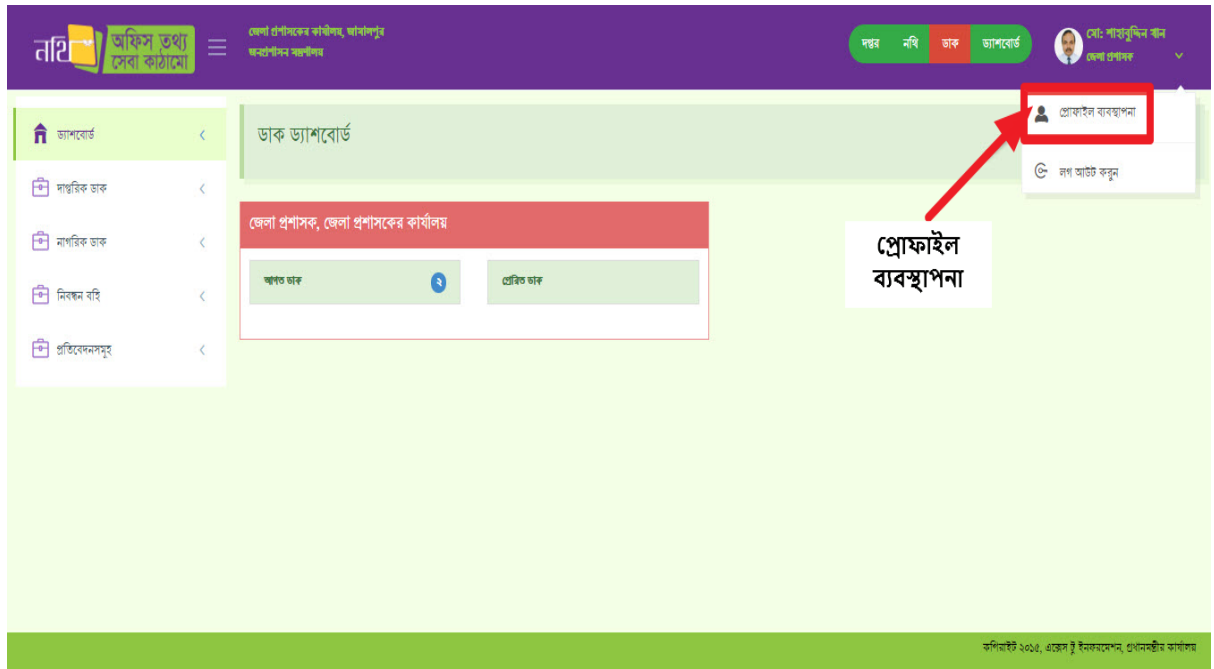 নথি
অফিস তথ্য
সেবা কাঠামো
জেলা প্রশাসকের কার্যালয়, জামালপুর
জনপ্রশাসন মন্ত্রণালয়
দপ্তর নথি ডাক ড্যাশবোর্ড
মো: শাহাবুদ্দিন খান
জেলা প্রশাসক
প্রোফাইল ব্যবস্থাপনা
লগ আউট করুন
ড্যাশবোর্ড
দাপ্তরিক ডাক
নাগরিক ডাক
নিবন্ধন বহি
প্রতিবেদনসমূহ
ডাক ড্যাশবোর্ড
জেলা প্রশাসক, জেলা প্রশাসকের কার্যালয়
আগত ডাক ২ প্রেরিত ডাক
প্রোফাইল
ব্যবস্থাপনা
কপিরাইট ২০১৫, এক্সেস টু ইনফরমেশন, প্রধানমন্ত্রীর কার্যালয়